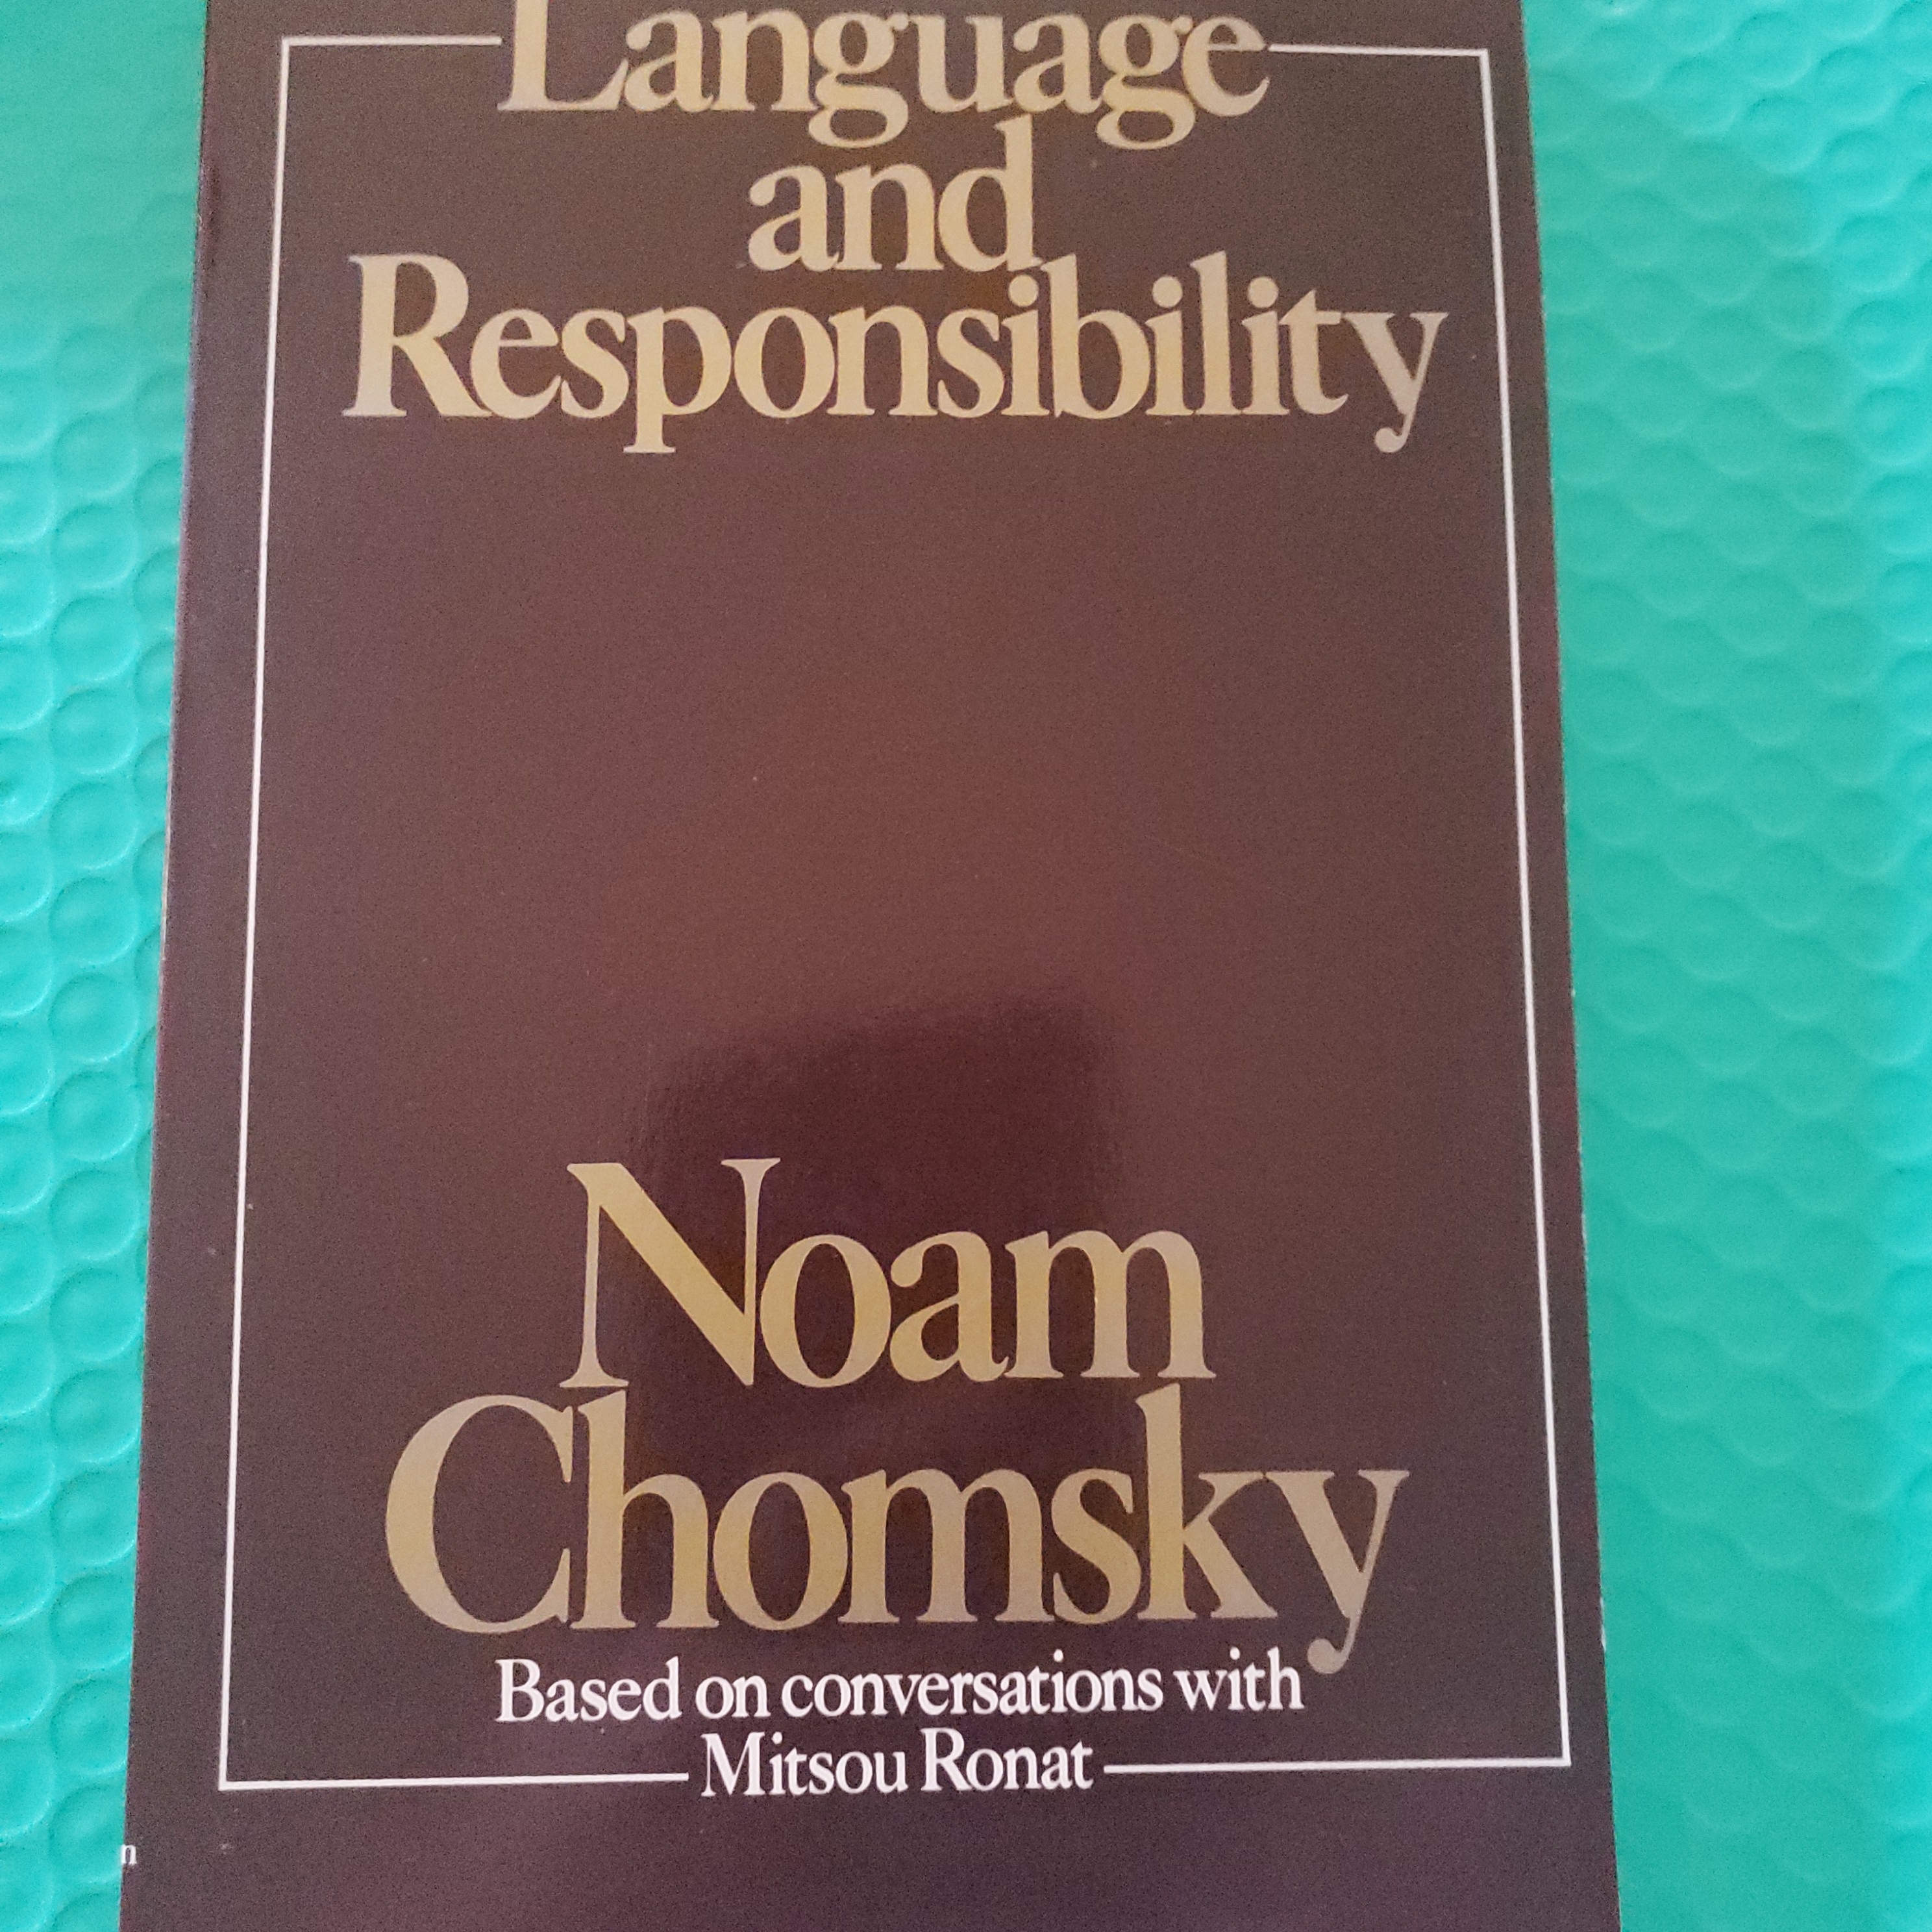 Language
and
Responsibility
Noam
Chomsky
Based on conversations with
Mitsou Ronat
n